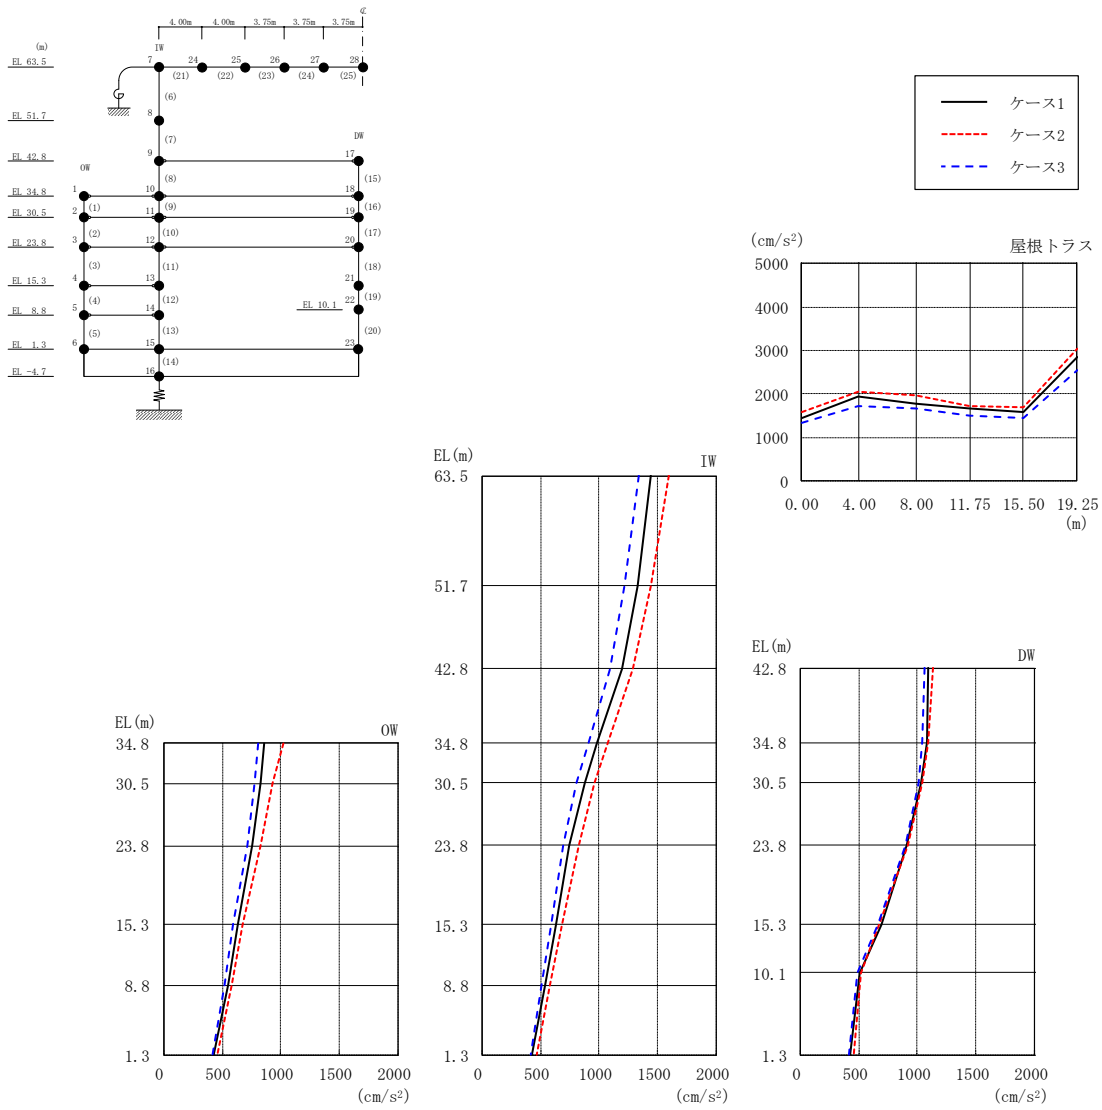 4.00m 4.00m 3.75m 3.75m 3.75m
(m)
IW
EL 63.5
7 24 25 26 27 28
(21) (22) (23) (24) (25)
(6)
EL 51.7
8
(7)
DW
EL 42.8
9 17
OW
(8) (15)
EL 34.8
1 10 18
(1) (9) (16)
EL 30.5
2 11 19
(2) (10) (17)
EL 23.8
3 12 20
(3) (11) (18)
EL 15.3
4 13 21
(4) (12) (19)
EL 10.1
22
EL 8.8
5 14
(5) (13) (20)
EL 1.3
6 15 23
(14)
EL -4.7
16
ケース1
ケース2
ケース3
(cm/s²)
屋根トラス
5000
4000
3000
2000
1000
0
0.00 4.00 8.00 11.75 15.50 19.25
(m)
EL(m)
IW
63.5
51.7
42.8
34.8
30.5
23.8
15.3
8.8
1.3
0 500 1000 1500 2000
(cm/s²)
EL(m)
OW
34.8
30.5
23.8
15.3
8.8
1.3
0 500 1000 1500 2000
(cm/s²)
EL(m)
DW
42.8
34.8
30.5
23.8
15.3
10.1
1.3
0 500 1000 1500 2000
(cm/s²)